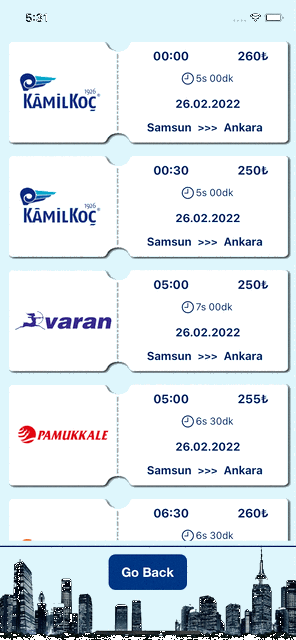 5:31
00:00 260₺
1926
KÂMİLKOÇ®
5s 00dk
26.02.2022
Samsun >>> Ankara
00:30 250₺
1926
KÂMİLKOÇ®
5s 00dk
26.02.2022
Samsun >>> Ankara
05:00 250₺
varan
7s 00dk
26.02.2022
Samsun >>> Ankara
05:00 255₺
PAMUKKALE
6s 30dk
26.02.2022
Samsun >>> Ankara
06:30 260₺
6s 30dk
Go Back